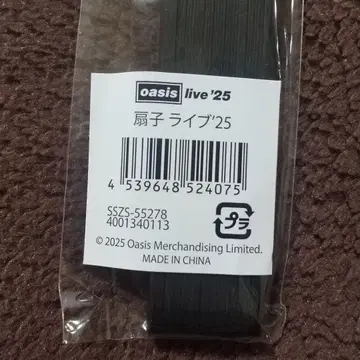 oasis live '25
扇子 ライブ'25
4 539648 524075
SSZS-55278
4001340113
プラ
© 2025 Oasis Merchandising Limited.
MADE IN CHINA